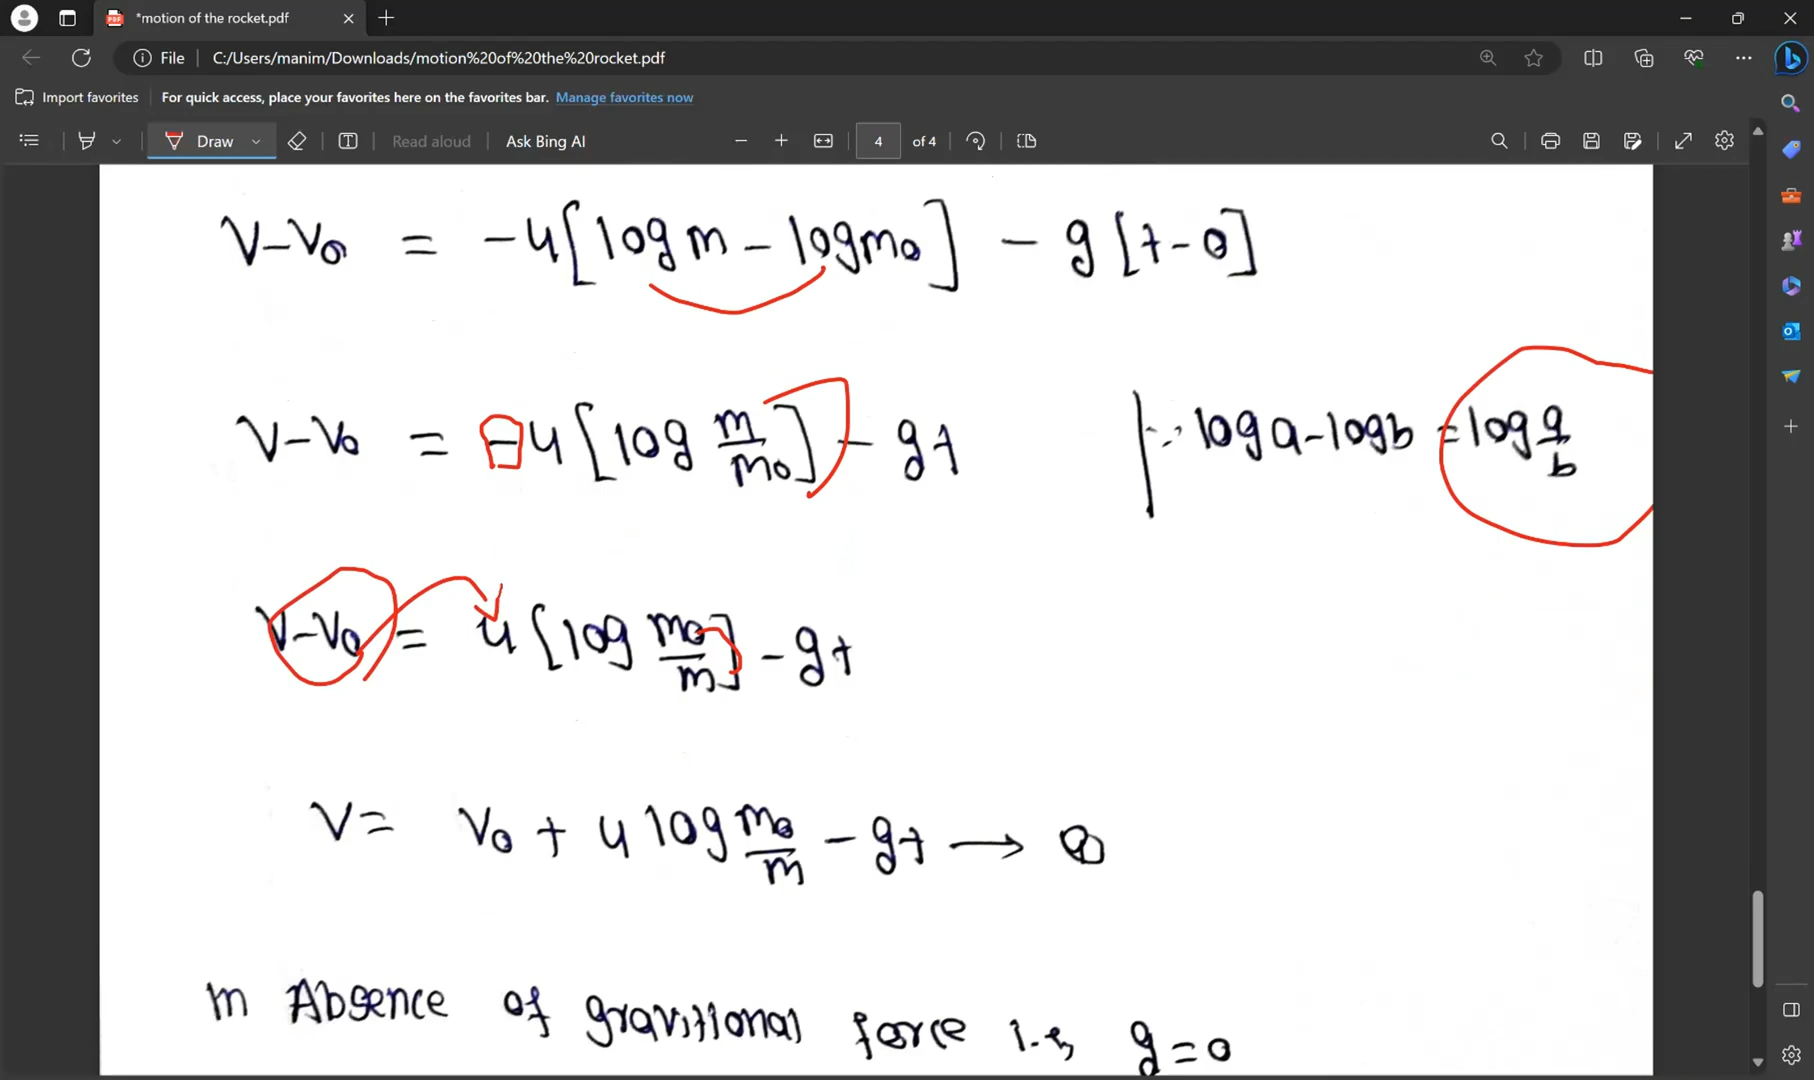 *motion of the rocket.pdf
File C:/Users/manim/Downloads/motion%20of%20the%20rocket.pdf
Import favorites For quick access, place your favorites here on the favorites bar. Manage favorites now
Draw Read aloud Ask Bing AI 4 of 4
V-V₀ = -u[log m - log m₀] - g[t-0]
V-V₀ = -u[log m/m₀] - gt ∵ log a - log b = log a/b
V-V₀ = u[log m₀/m] - gt
V = V₀ + u log m₀/m - gt →
In Absence of gravitional force i.e, g=0